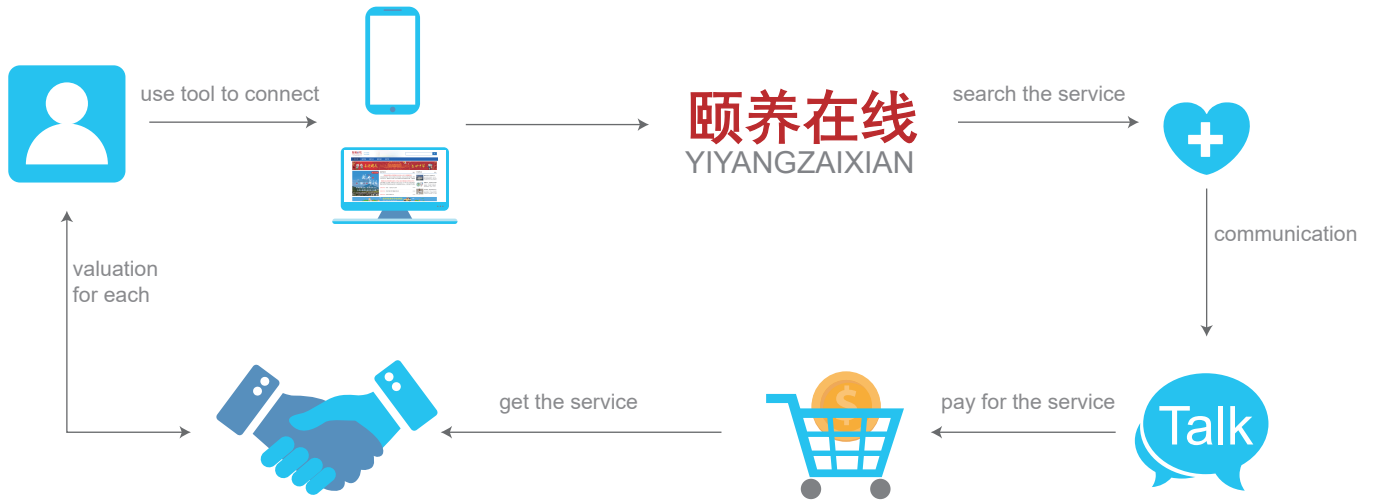 use tool to connect
颐养在线
YIYANGZAIXIAN
search the service
communication
valuation
for each
get the service
$
pay for the service
Talk